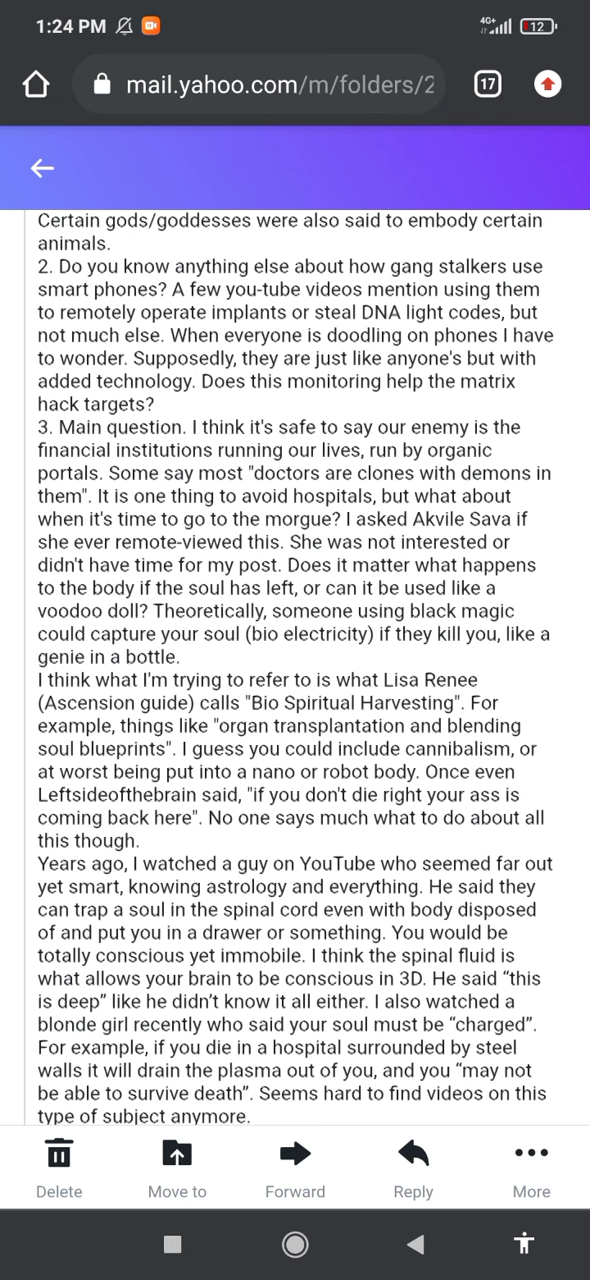 1:24 PM
4G+
12
mail.yahoo.com/m/folders/2
17
Certain gods/goddesses were also said to embody certain
animals.
2. Do you know anything else about how gang stalkers use
smart phones? A few you-tube videos mention using them
to remotely operate implants or steal DNA light codes, but
not much else. When everyone is doodling on phones I have
to wonder. Supposedly, they are just like anyone's but with
added technology. Does this monitoring help the matrix
hack targets?
3. Main question. I think it's safe to say our enemy is the
financial institutions running our lives, run by organic
portals. Some say most "doctors are clones with demons in
them". It is one thing to avoid hospitals, but what about
when it's time to go to the morgue? I asked Akvile Sava if
she ever remote-viewed this. She was not interested or
didn't have time for my post. Does it matter what happens
to the body if the soul has left, or can it be used like a
voodoo doll? Theoretically, someone using black magic
could capture your soul (bio electricity) if they kill you, like a
genie in a bottle.
I think what I'm trying to refer to is what Lisa Renee
(Ascension guide) calls "Bio Spiritual Harvesting". For
example, things like "organ transplantation and blending
soul blueprints". I guess you could include cannibalism, or
at worst being put into a nano or robot body. Once even
Leftsideofthebrain said, "if you don't die right your ass is
coming back here". No one says much what to do about all
this though.
Years ago, I watched a guy on YouTube who seemed far out
yet smart, knowing astrology and everything. He said they
can trap a soul in the spinal cord even with body disposed
of and put you in a drawer or something. You would be
totally conscious yet immobile. I think the spinal fluid is
what allows your brain to be conscious in 3D. He said “this
is deep” like he didn’t know it all either. I also watched a
blonde girl recently who said your soul must be “charged”.
For example, if you die in a hospital surrounded by steel
walls it will drain the plasma out of you, and you “may not
be able to survive death”. Seems hard to find videos on this
type of subject anymore.
Delete
Move to
Forward
Reply
More